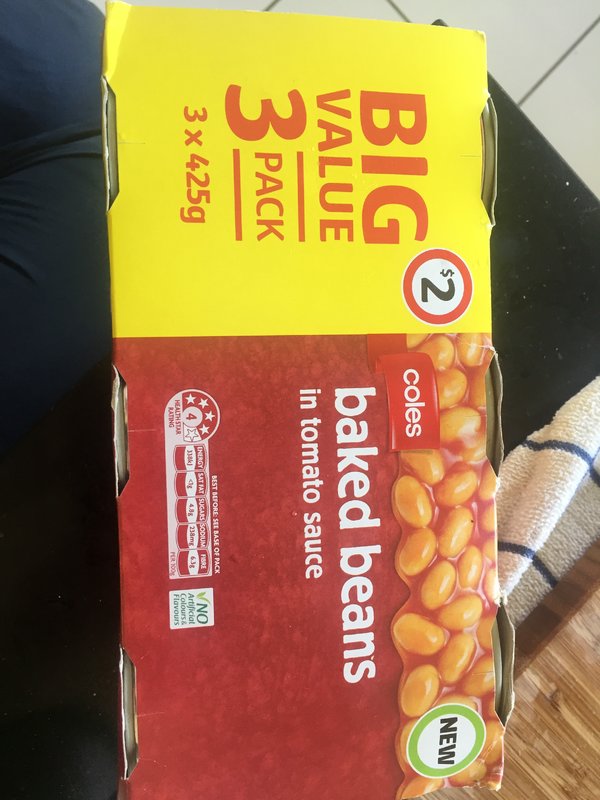 BIG
VALUE
3 PACK
3 x 425g
$2
coles
baked beans
in tomato sauce
BEST BEFORE: SEE BASE OF PACK
4
HEALTH STAR
RATING
ENERGY SAT FAT SUGARS SODIUM FIBRE
338kJ <1g 4.8g 238mg 6.3g
PER 100g
NO
Artificial
Colours &
Flavours
NEW